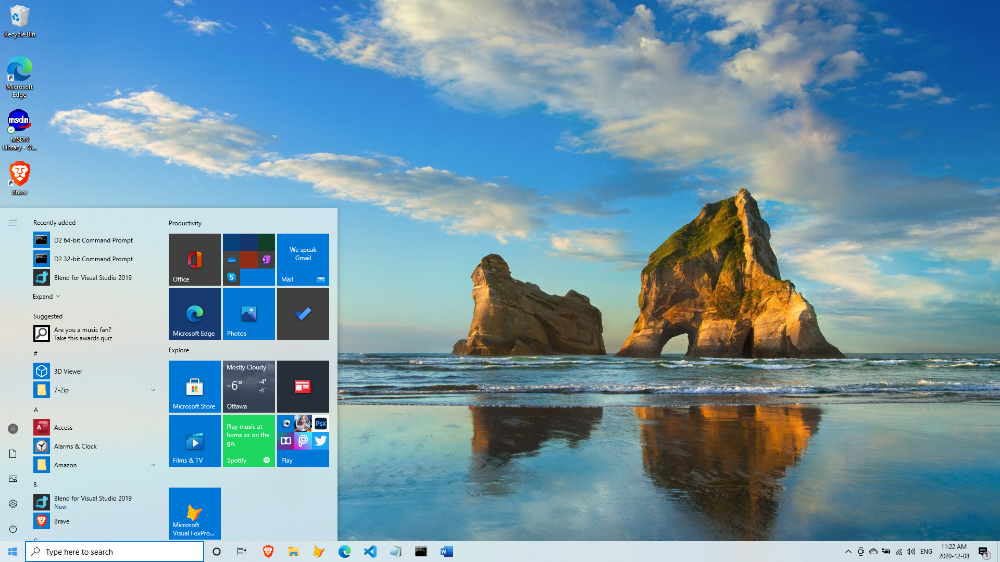 Recycle Bin
Microsoft
Edge
msdn
MSDN
Library - O...
Brave
Recently added
D2 64-bit Command Prompt
D2 32-bit Command Prompt
Blend for Visual Studio 2019
Expand
Suggested
Are you a music fan?
Take this awards quiz
#
3D Viewer
7-Zip
A
Access
Alarms & Clock
Amazon
B
Blend for Visual Studio 2019
New
Brave
Productivity
Office
We speak
Gmail
Mail
Microsoft Edge
Photos
Explore
Microsoft Store
Mostly Cloudy
-6°
-4°
-6°
Ottawa
Films & TV
Play music at
home or on the
go.
Spotify
PsX
Play
Microsoft
Visual FoxPro...
Type here to search
ENG
11:22 AM
2020-12-08
1